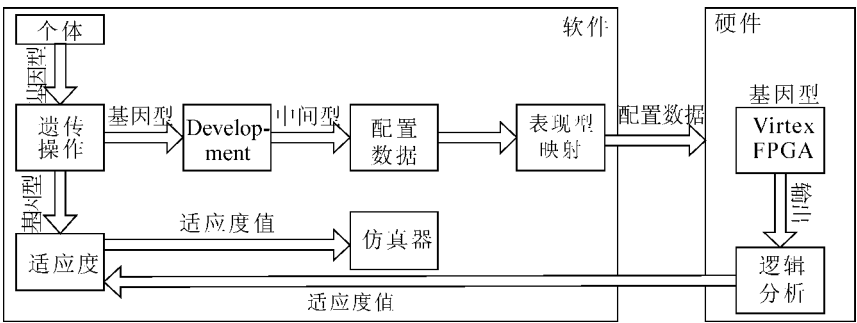 个体
软件
硬件
基因型
遗传
操作
基因型
Develop-
ment
中间型
配置
数据
表现型
映射
配置数据
基因型
Virtex
FPGA
输出
基因型
适应度
适应度值
仿真器
逻辑
分析
适应度值